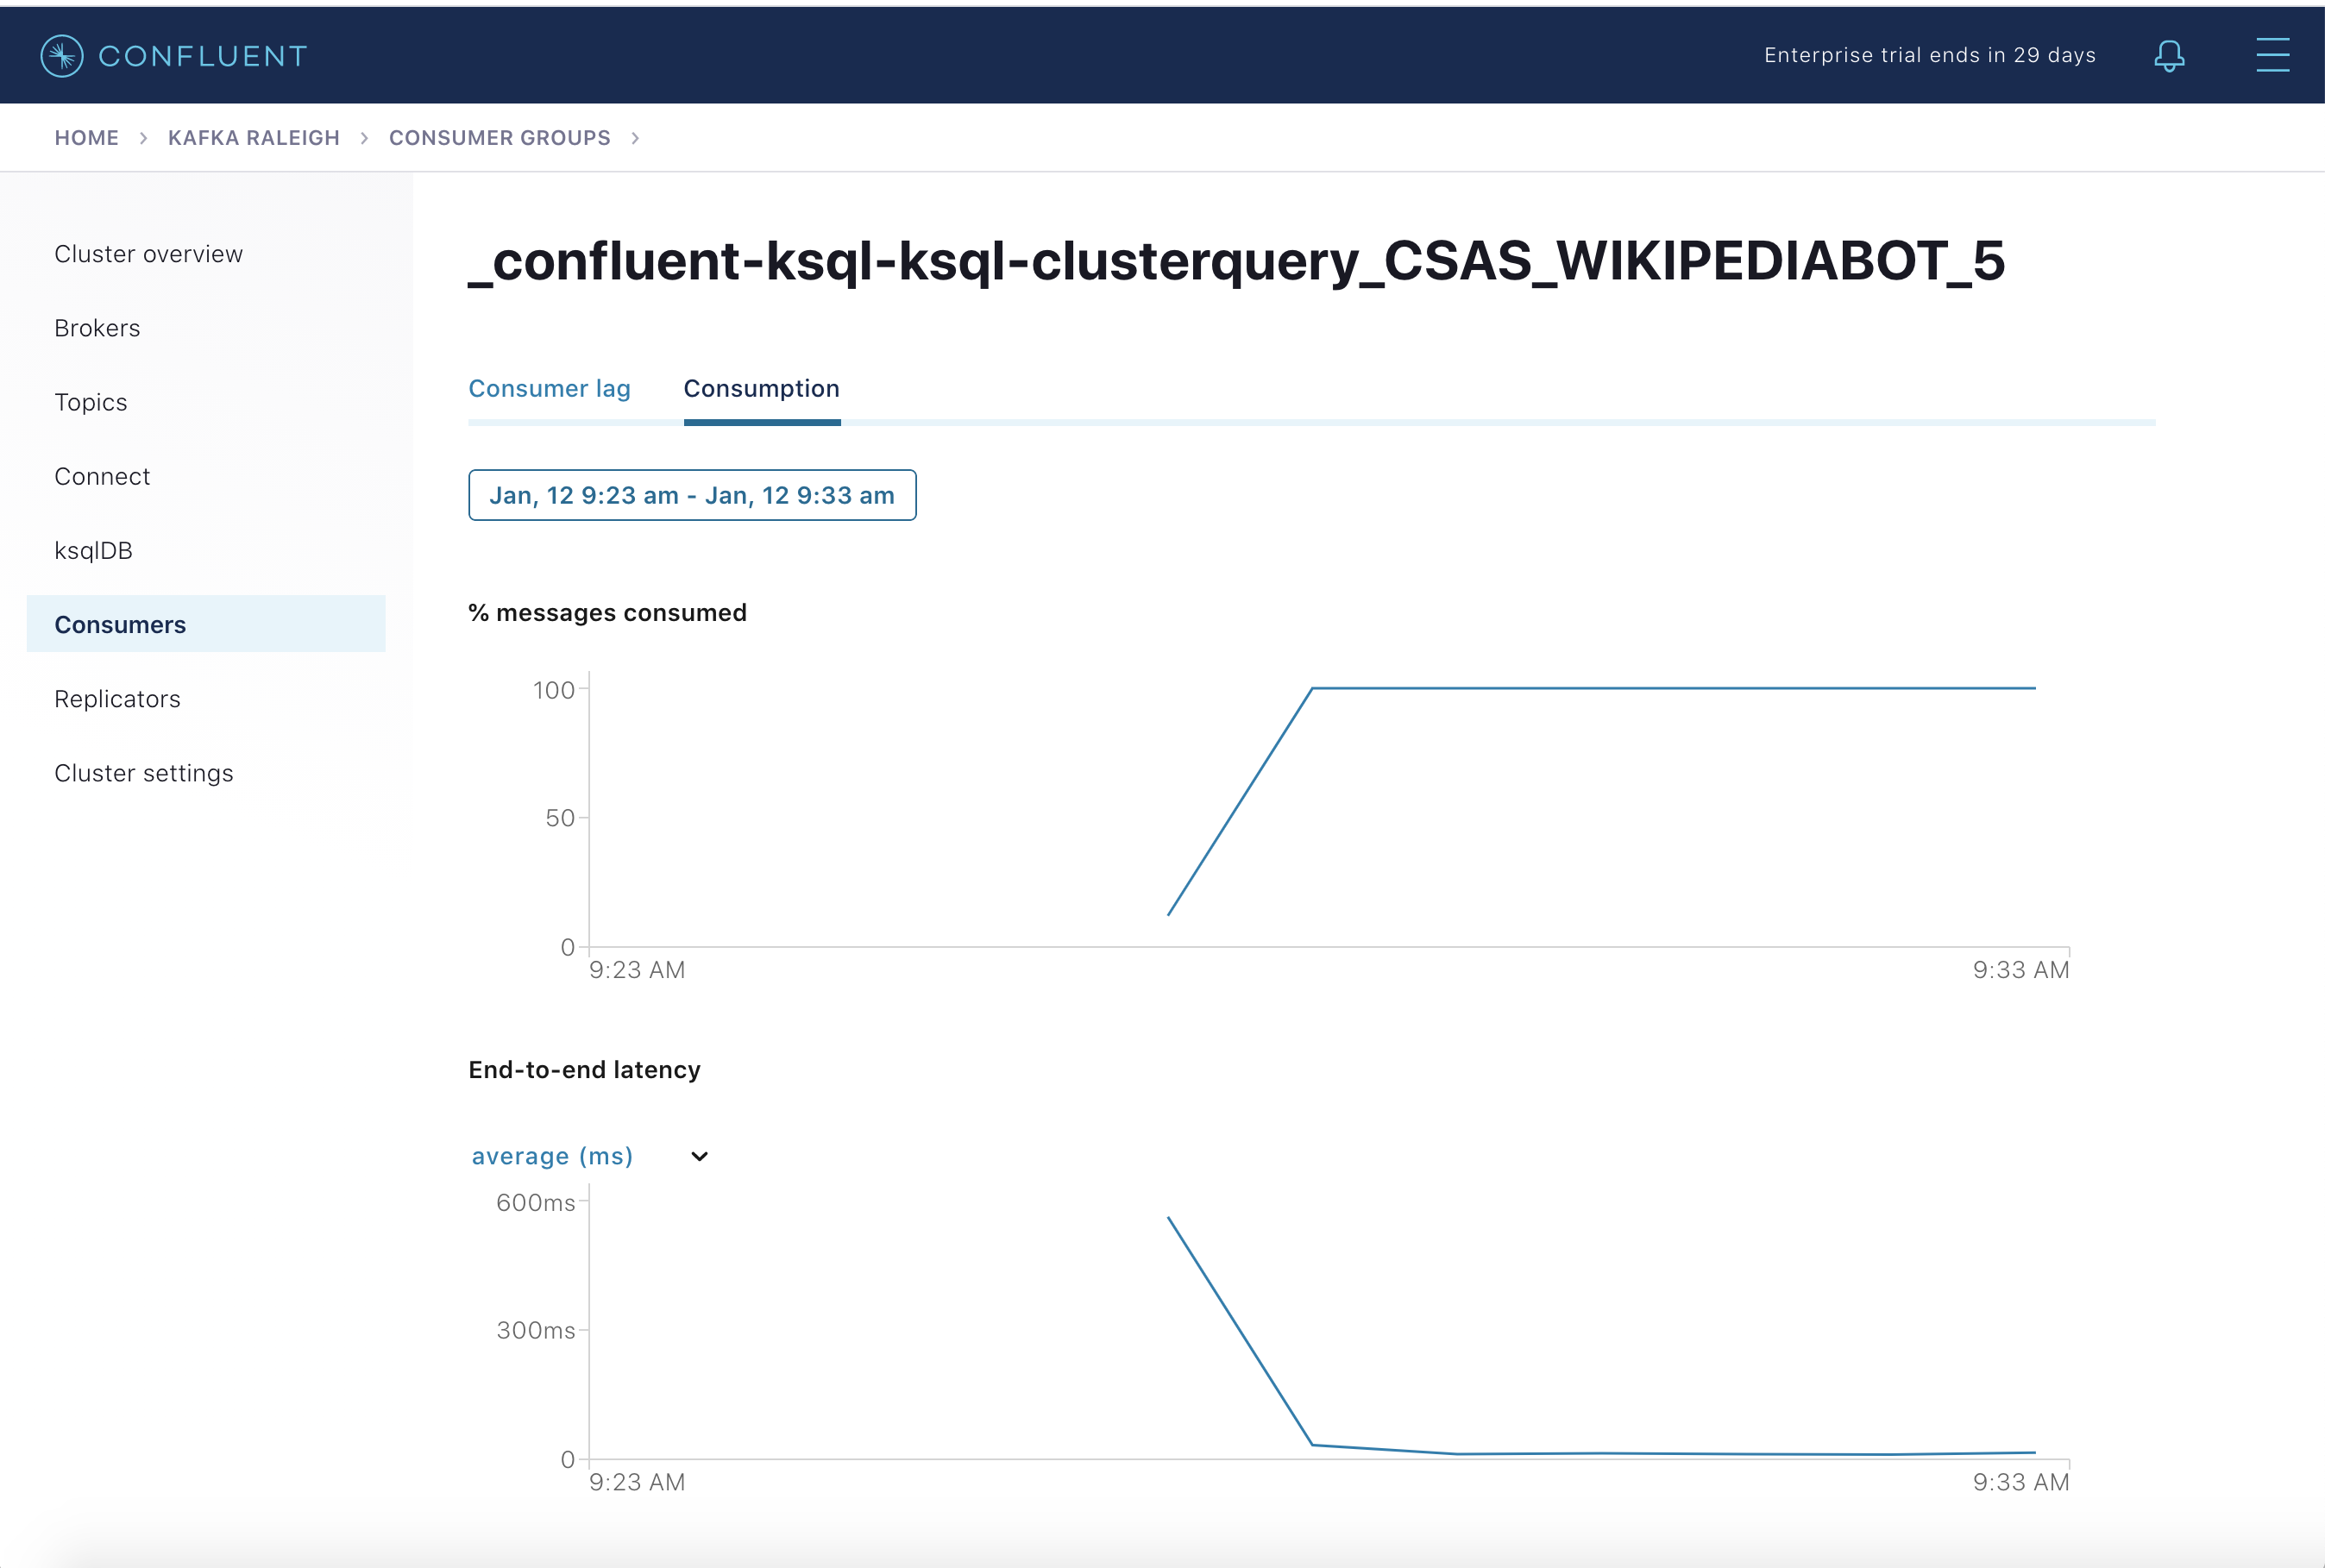 CONFLUENT
Enterprise trial ends in 29 days
HOME > KAFKA RALEIGH > CONSUMER GROUPS >
Cluster overview
Brokers
Topics
Connect
ksqlDB
Consumers
Replicators
Cluster settings
_confluent-ksql-ksql-clusterquery_CSAS_WIKIPEDIABOT_5
Consumer lag Consumption
Jan, 12 9:23 am - Jan, 12 9:33 am
% messages consumed
100
50
0
9:23 AM 9:33 AM
End-to-end latency
average (ms)
600ms
300ms
0
9:23 AM 9:33 AM